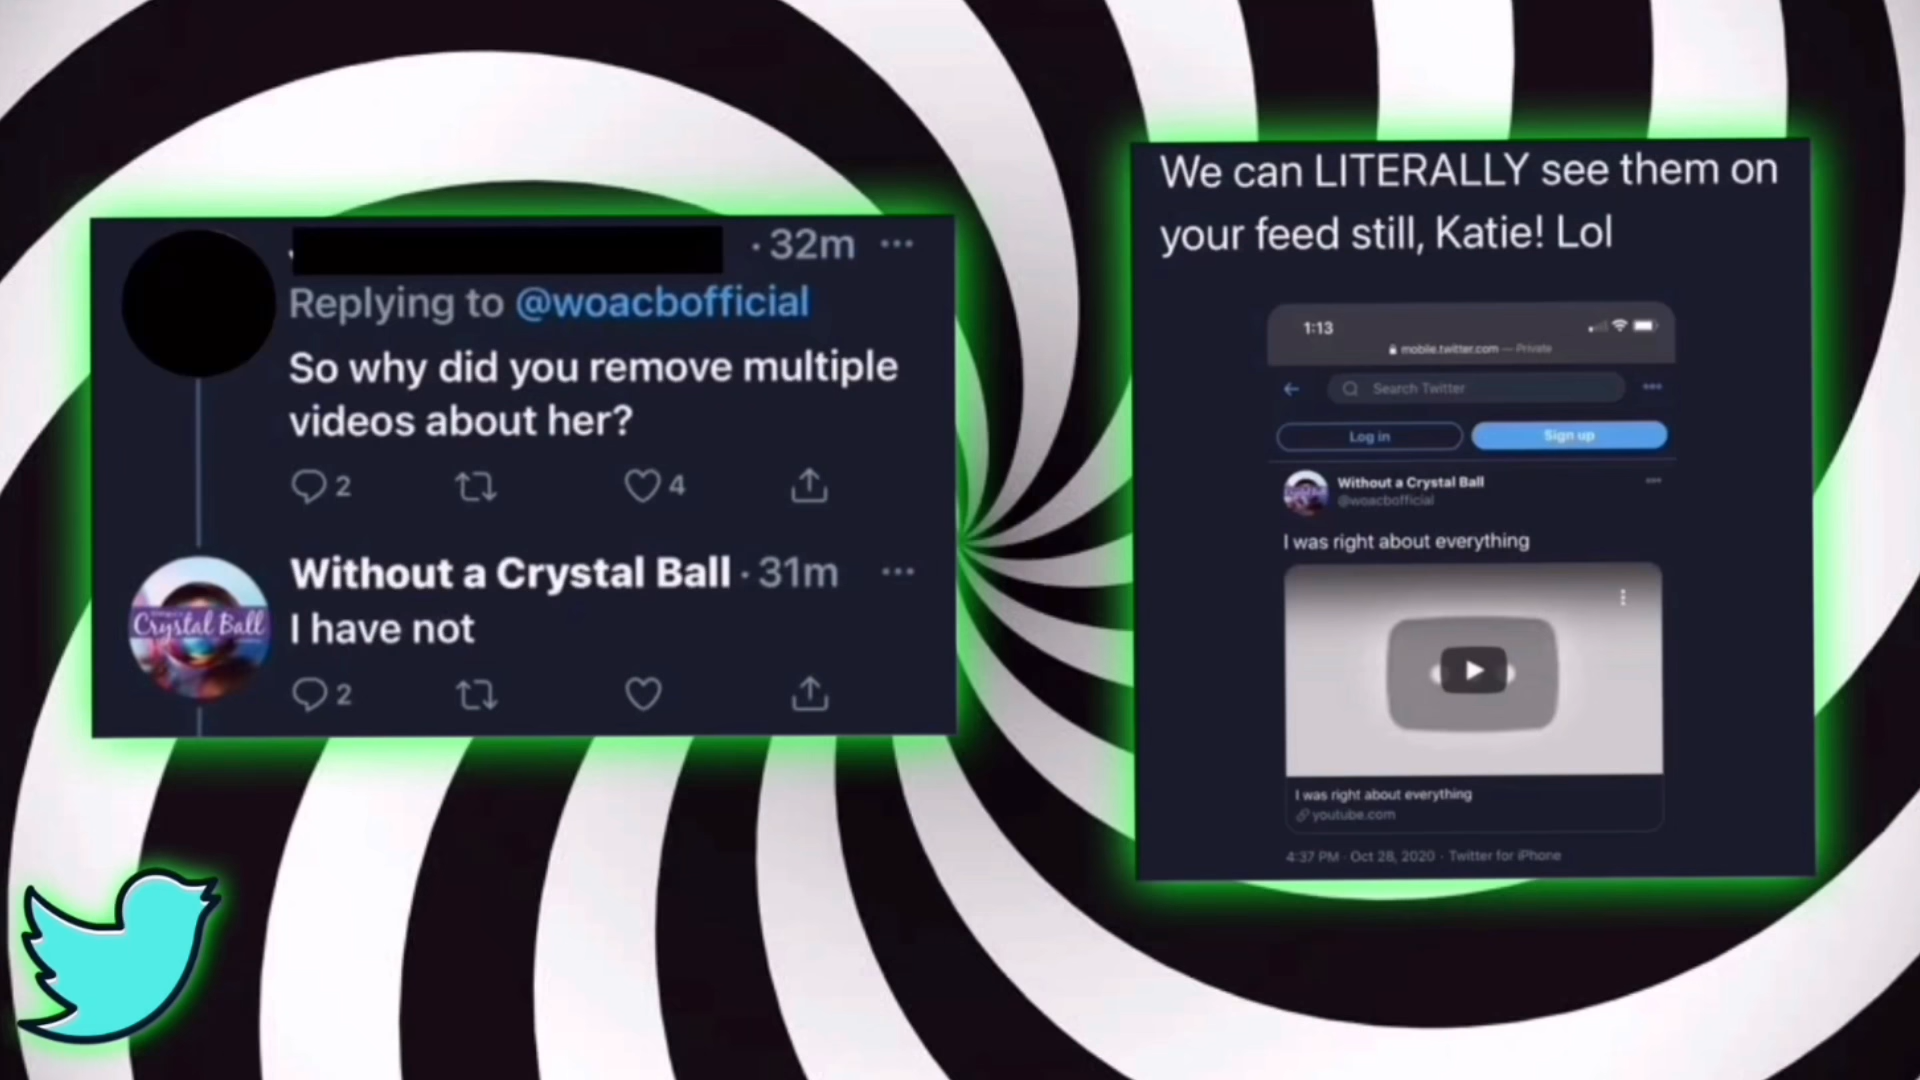 · 32m ···
Replying to @woacbofficial
So why did you remove multiple
videos about her?
2 4
Crystal Ball
Without a Crystal Ball · 31m ···
I have not
2
We can LITERALLY see them on
your feed still, Katie! Lol
1:13
mobile.twitter.com — Private
Search Twitter
Log in Sign up
Without a Crystal Ball
@woacbofficial
I was right about everything
I was right about everything
youtube.com
4:37 PM · Oct 28, 2020 · Twitter for iPhone